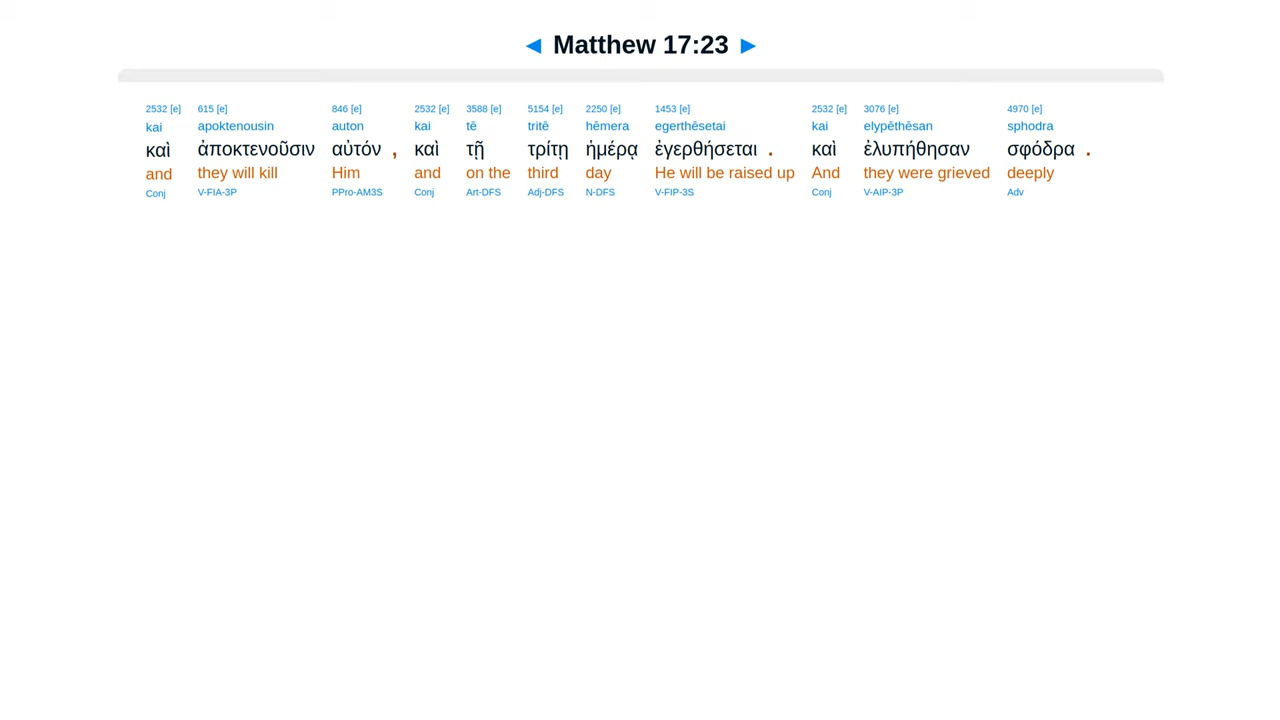 ◄ Matthew 17:23 ►
2532 [e] 615 [e] 846 [e] 2532 [e] 3588 [e] 5154 [e] 2250 [e] 1453 [e] 2532 [e] 3076 [e] 4970 [e]
kai apoktenousin auton kai tē tritē hēmera egerthēsetai kai elypēthēsan sphodra
καὶ ἀποκτενοῦσιν αὐτόν , καὶ τῇ τρίτῃ ἡμέρᾳ ἐγερθήσεται . καὶ ἐλυπήθησαν σφόδρα .
and they will kill Him and on the third day He will be raised up And they were grieved deeply
Conj V-FIA-3P PPro-AM3S Conj Art-DFS Adj-DFS N-DFS V-FIP-3S Conj V-AIP-3P Adv